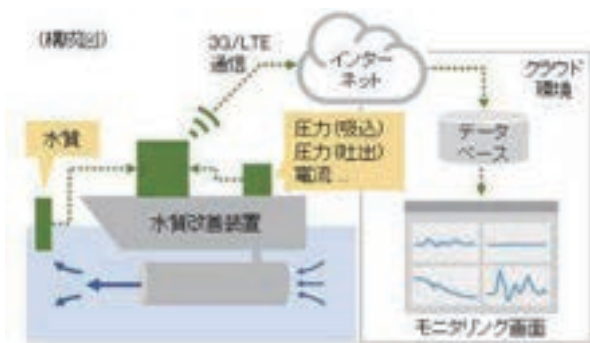 (構成図)
3G/LTE
通信
インター
ネット
クラウド
環境
水質
圧力(吸込)
圧力(吐出)
電流...
データ
ベース
水質改善装置
モニタリング画面